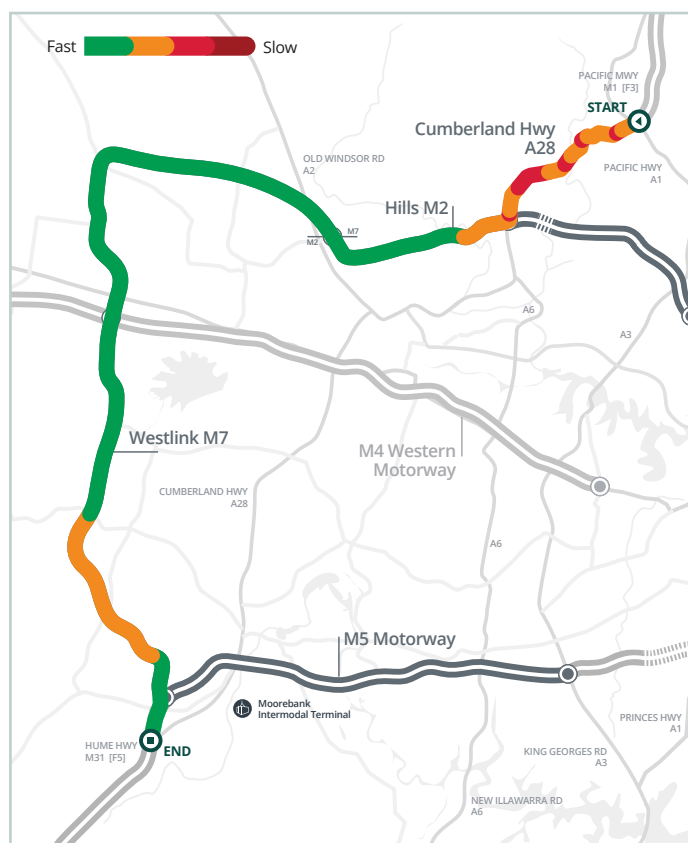 Fast
Slow
PACIFIC MWY
M1 [F3]
START
Cumberland Hwy
A28
OLD WINDSOR RD
A2
PACIFIC HWY
A1
Hills M2
M7
M2
A6
A3
Westlink M7
M4 Western
Motorway
CUMBERLAND HWY
A28
A6
M5 Motorway
Moorebank
Intermodal Terminal
PRINCES HWY
A1
HUME HWY
M31 [F5]
END
KING GEORGES RD
A3
NEW ILLAWARRA RD
A6